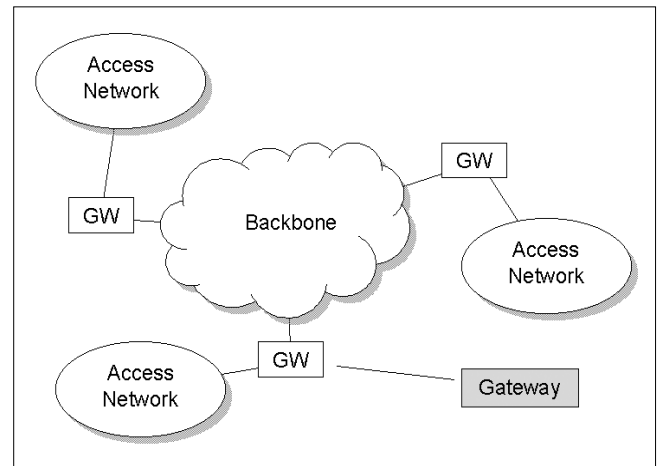 Access
Network
GW
GW
Backbone
Access
Network
GW
Access
Network
Gateway